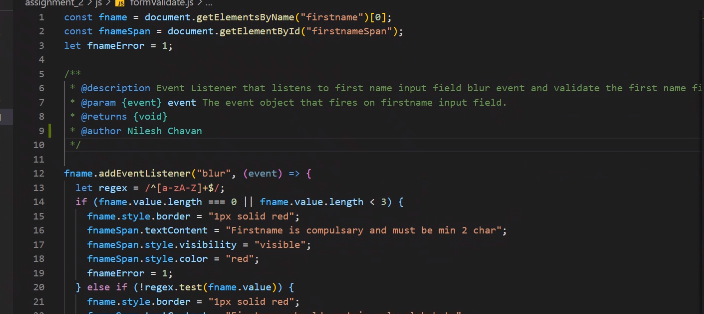 assignment_2 > js > formValidate.js > ...
1 const fname = document.getElementsByName("firstname")[0];
2 const fnameSpan = document.getElementById("firstnameSpan");
3 let fnameError = 1;
4
5 /**
6 * @description Event Listener that listens to first name input field blur event and validate the first name fi
7 * @param {event} event The event object that fires on firstname input field.
8 * @returns {void}
9 * @author Nilesh Chavan
10 */
11
12 fname.addEventListener("blur", (event) => {
13 let regex = /^[a-zA-Z]+$/;
14 if (fname.value.length === 0 || fname.value.length < 3) {
15 fname.style.border = "1px solid red";
16 fnameSpan.textContent = "Firstname is compulsary and must be min 2 char";
17 fnameSpan.style.visibility = "visible";
18 fnameSpan.style.color = "red";
19 fnameError = 1;
20 } else if (!regex.test(fname.value)) {
21 fname.style.border = "1px solid red";